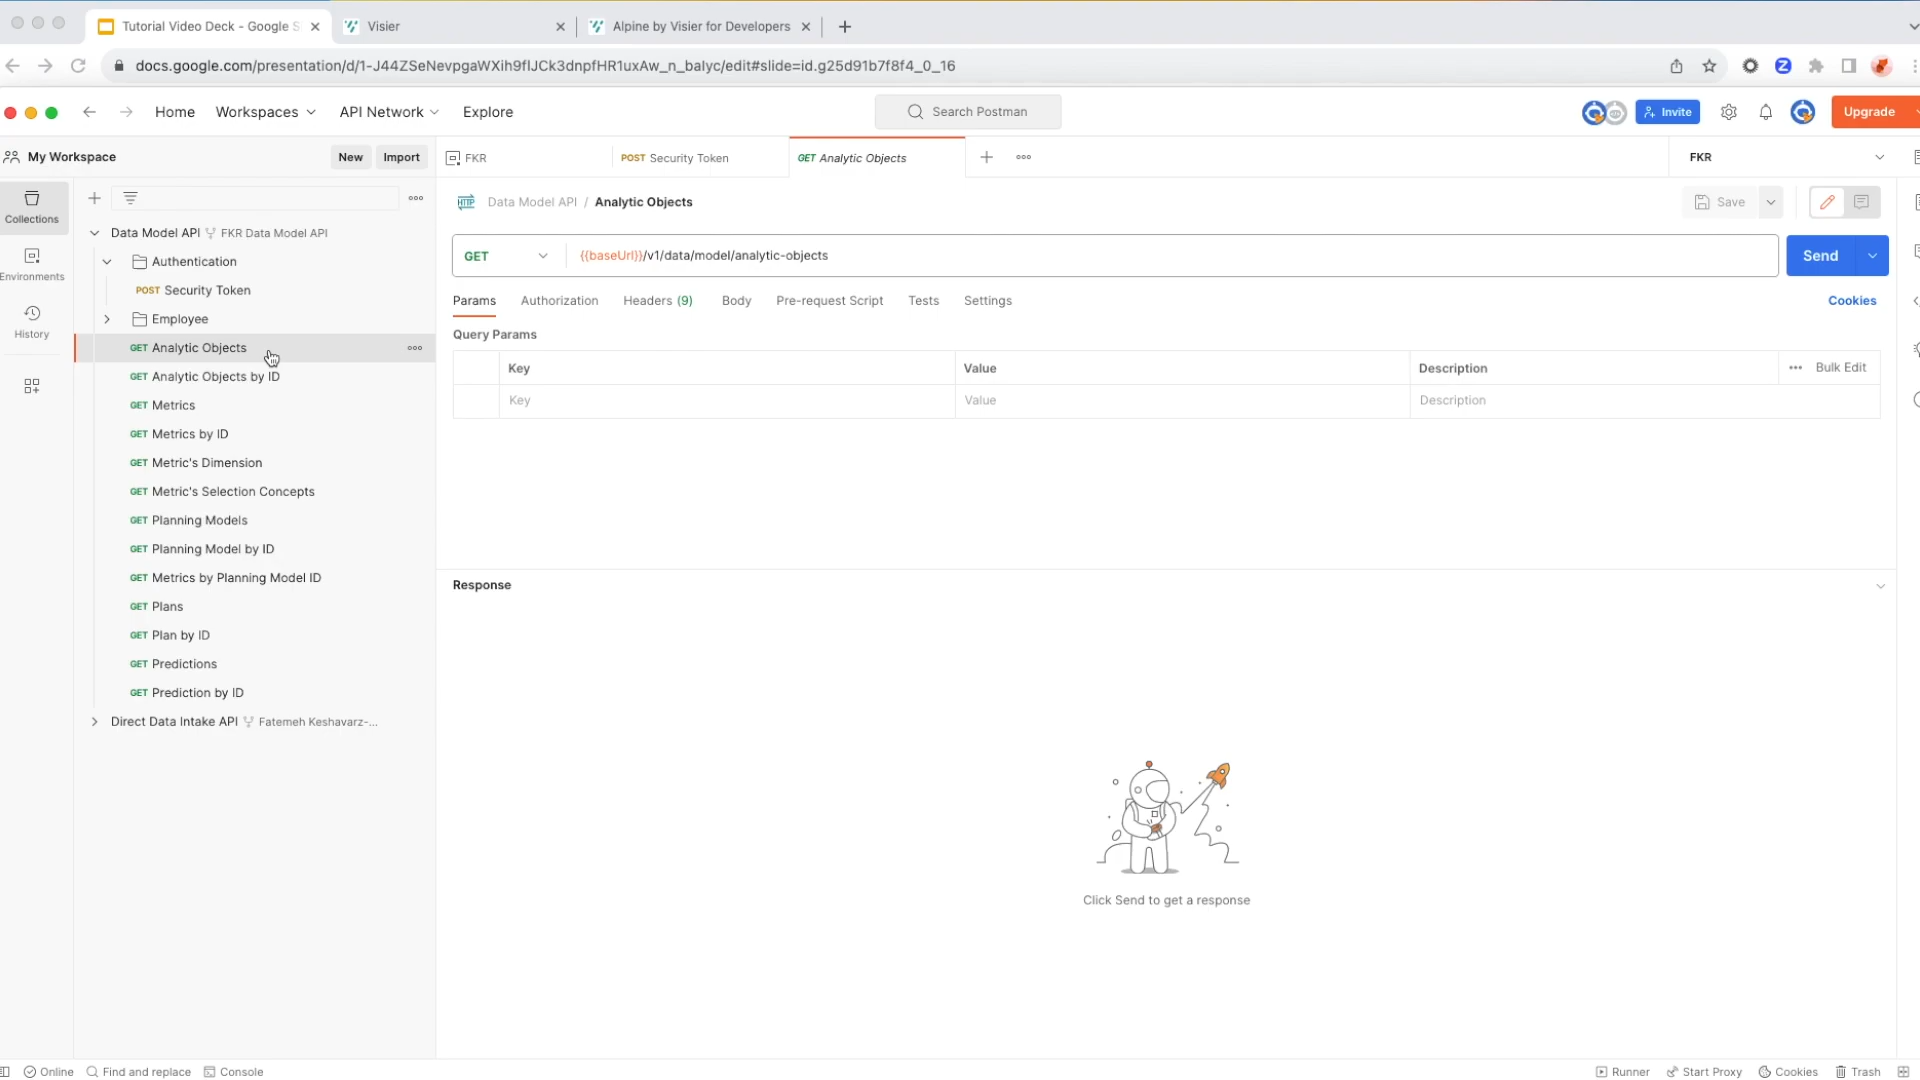 Tutorial Video Deck - Google S
Visier
Alpine by Visier for Developers
docs.google.com/presentation/d/1-J44ZSeNevpgaWXih9fIJCk3dnpfHR1uxAw_n_balyc/edit#slide=id.g25d91b7f8f4_0_16
Home
Workspaces
API Network
Explore
Search Postman
Invite
Upgrade
My Workspace
New
Import
FKR
POST Security Token
GET Analytic Objects
FKR
Collections
Environments
History
Data Model API FKR Data Model API
Authentication
POST Security Token
Employee
GET Analytic Objects
GET Analytic Objects by ID
GET Metrics
GET Metrics by ID
GET Metric's Dimension
GET Metric's Selection Concepts
GET Planning Models
GET Planning Model by ID
GET Metrics by Planning Model ID
GET Plans
GET Plan by ID
GET Predictions
GET Prediction by ID
Direct Data Intake API Fatemeh Keshavarz-...
HTTP Data Model API / Analytic Objects
Save
GET {{baseUrl}}/v1/data/model/analytic-objects
Send
Params Authorization Headers (9) Body Pre-request Script Tests Settings
Cookies
Query Params
Key Value Description Bulk Edit
Key Value Description
Response
Click Send to get a response
Online Find and replace Console
Runner Start Proxy Cookies Trash